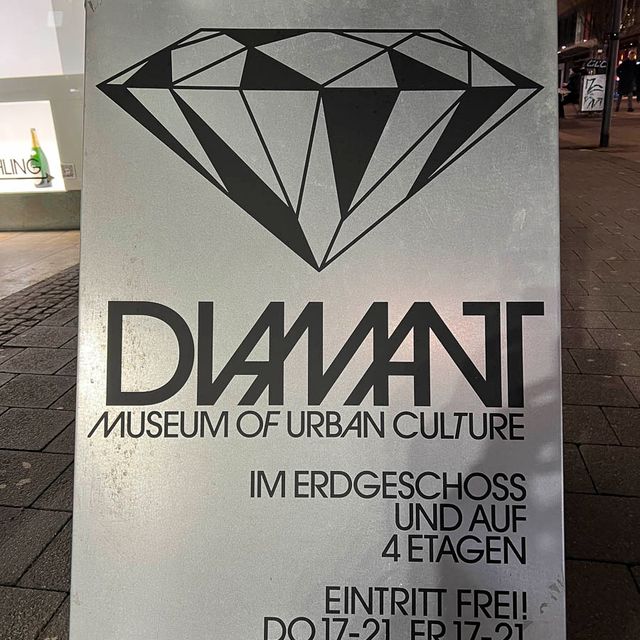 DIAMANT
MUSEUM OF URBAN CULTURE
IM ERDGESCHOSS
UND AUF
4 ETAGEN
EINTRITT FREI!
DO 17-21 FR 17-21